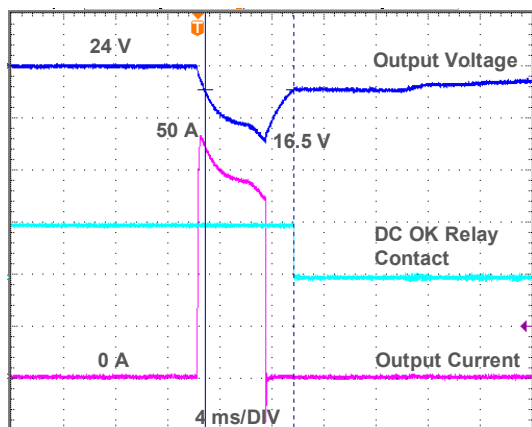 T
24 V
Output Voltage
50 A
16.5 V
DC OK Relay
Contact
0 A
Output Current
4 ms/DIV